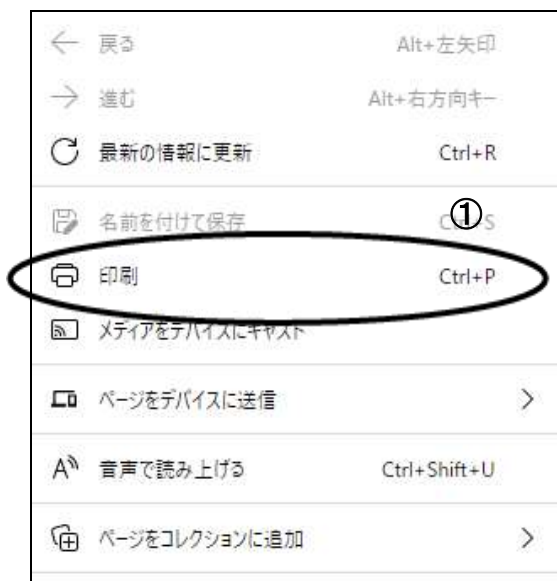 戻る Alt+左矢印
進む Alt+右方向キー
最新の情報に更新 Ctrl+R
①
名前を付けて保存 Ctrl+S
印刷 Ctrl+P
メディアをデバイスにキャスト
ページをデバイスに送信
音声で読み上げる Ctrl+Shift+U
ページをコレクションに追加